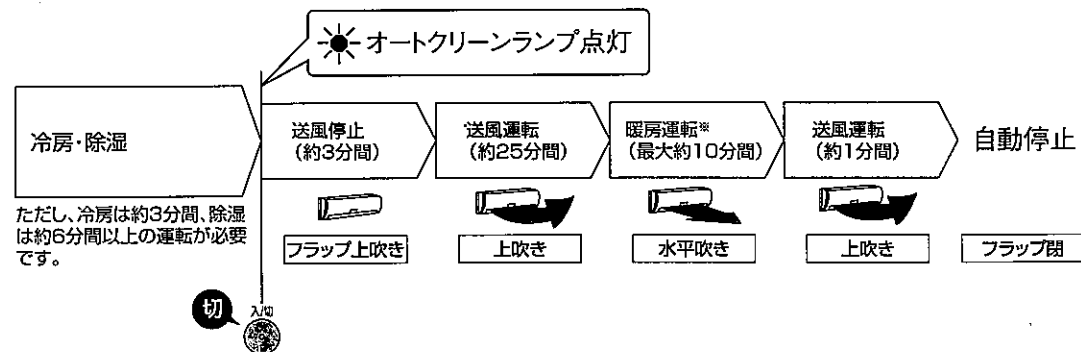 オートクリーンランプ点灯
冷房・除湿
送風停止
(約3分間)
送風運転
(約25分間)
暖房運転※
(最大約10分間)
送風運転
(約1分間)
自動停止
ただし、冷房は約3分間、除湿
は約6分間以上の運転が必要
です。
フラップ上吹き
上吹き
水平吹き
上吹き
フラップ閉
切
入/切